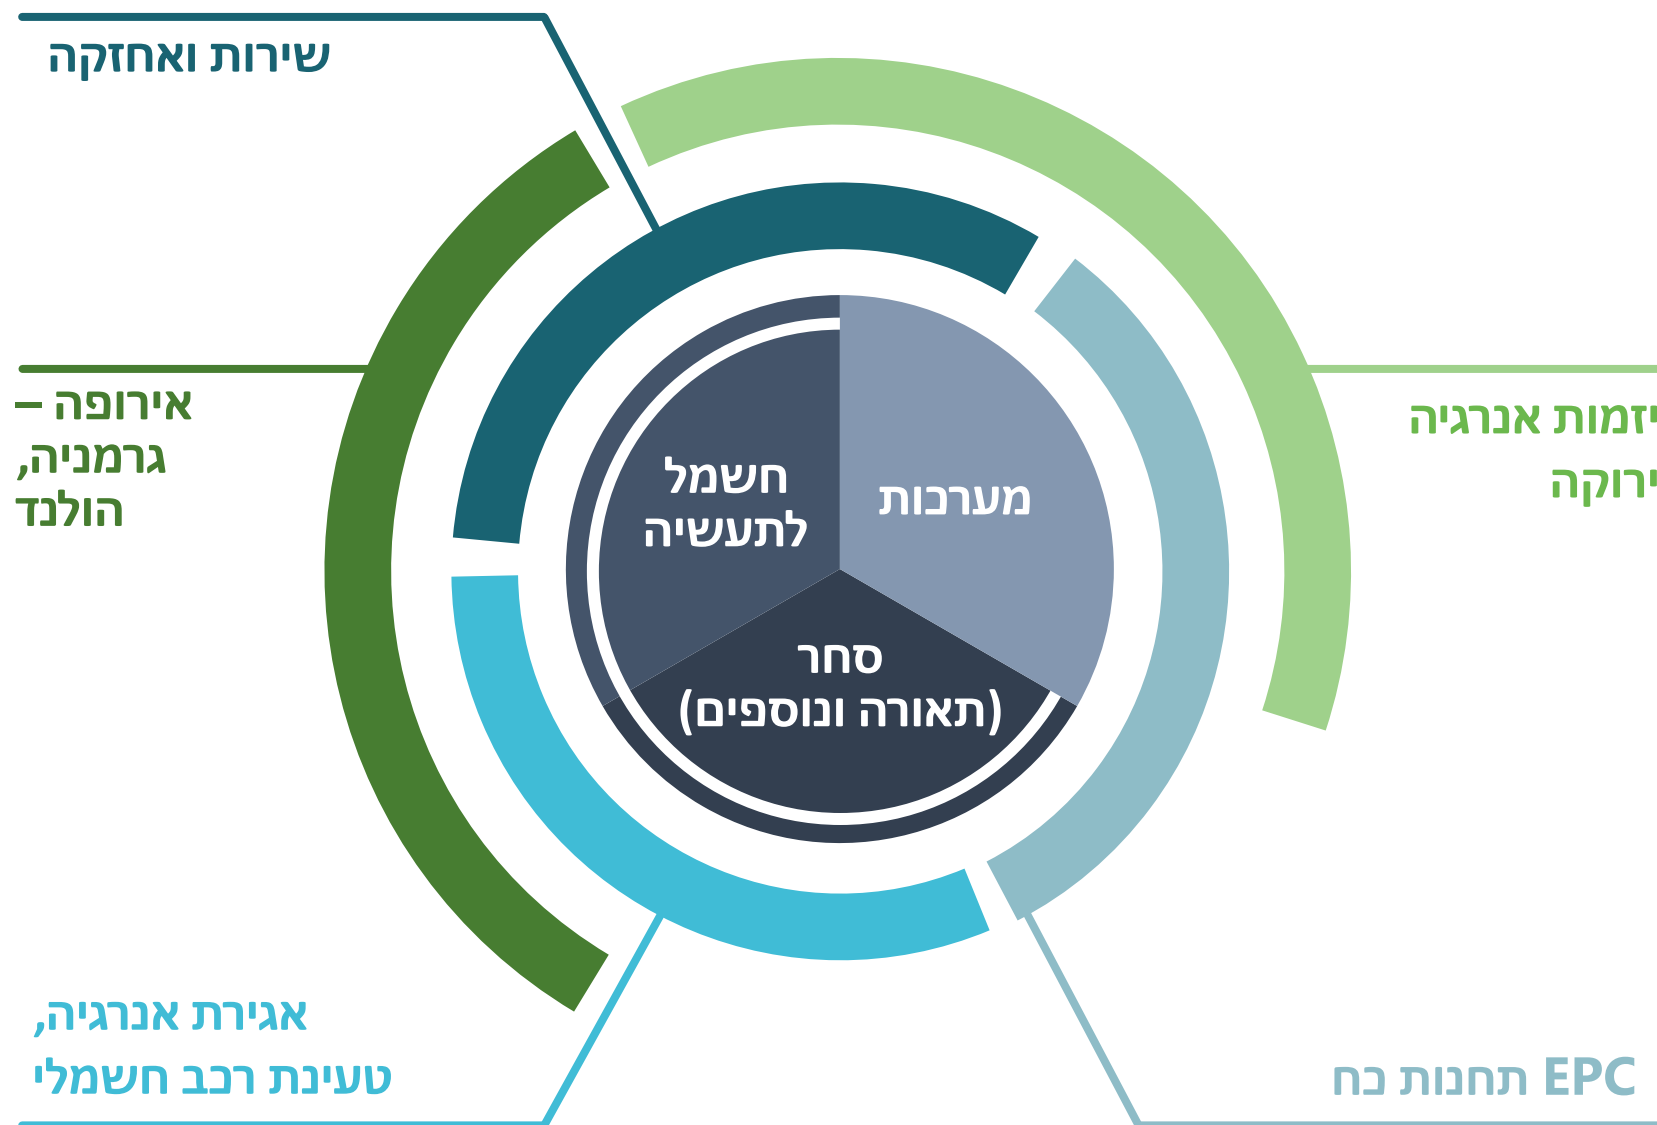 שירות ואחזקה
יזמות אנרגיה
ירוקה
אירופה –
גרמניה,
הולנד
מערכות
חשמל
לתעשיה
סחר
(תאורה ונוספים)
EPC תחנות כח
אגירת אנרגיה,
טעינת רכב חשמלי